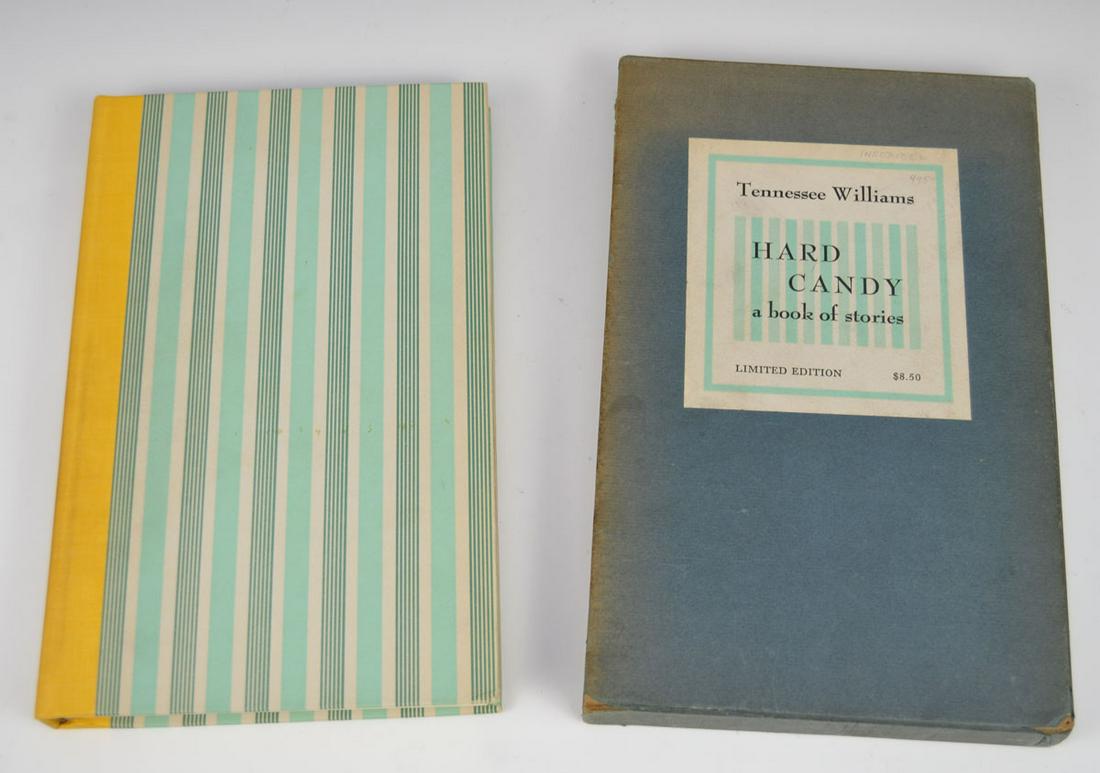 Tennessee Williams
HARD
CANDY
a book of stories
LIMITED EDITION $8.50